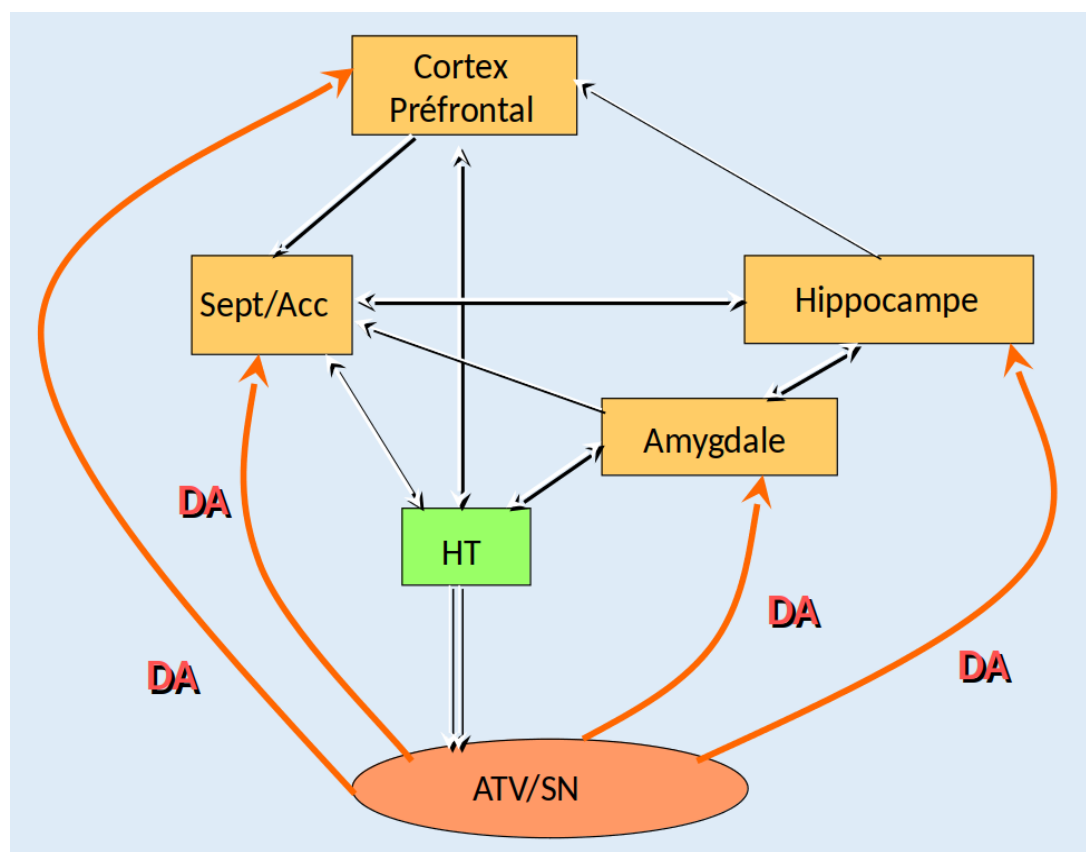 Cortex
Préfrontal
Sept/Acc
Hippocampe
Amygdale
DA
HT
DA
DA
DA
ATV/SN